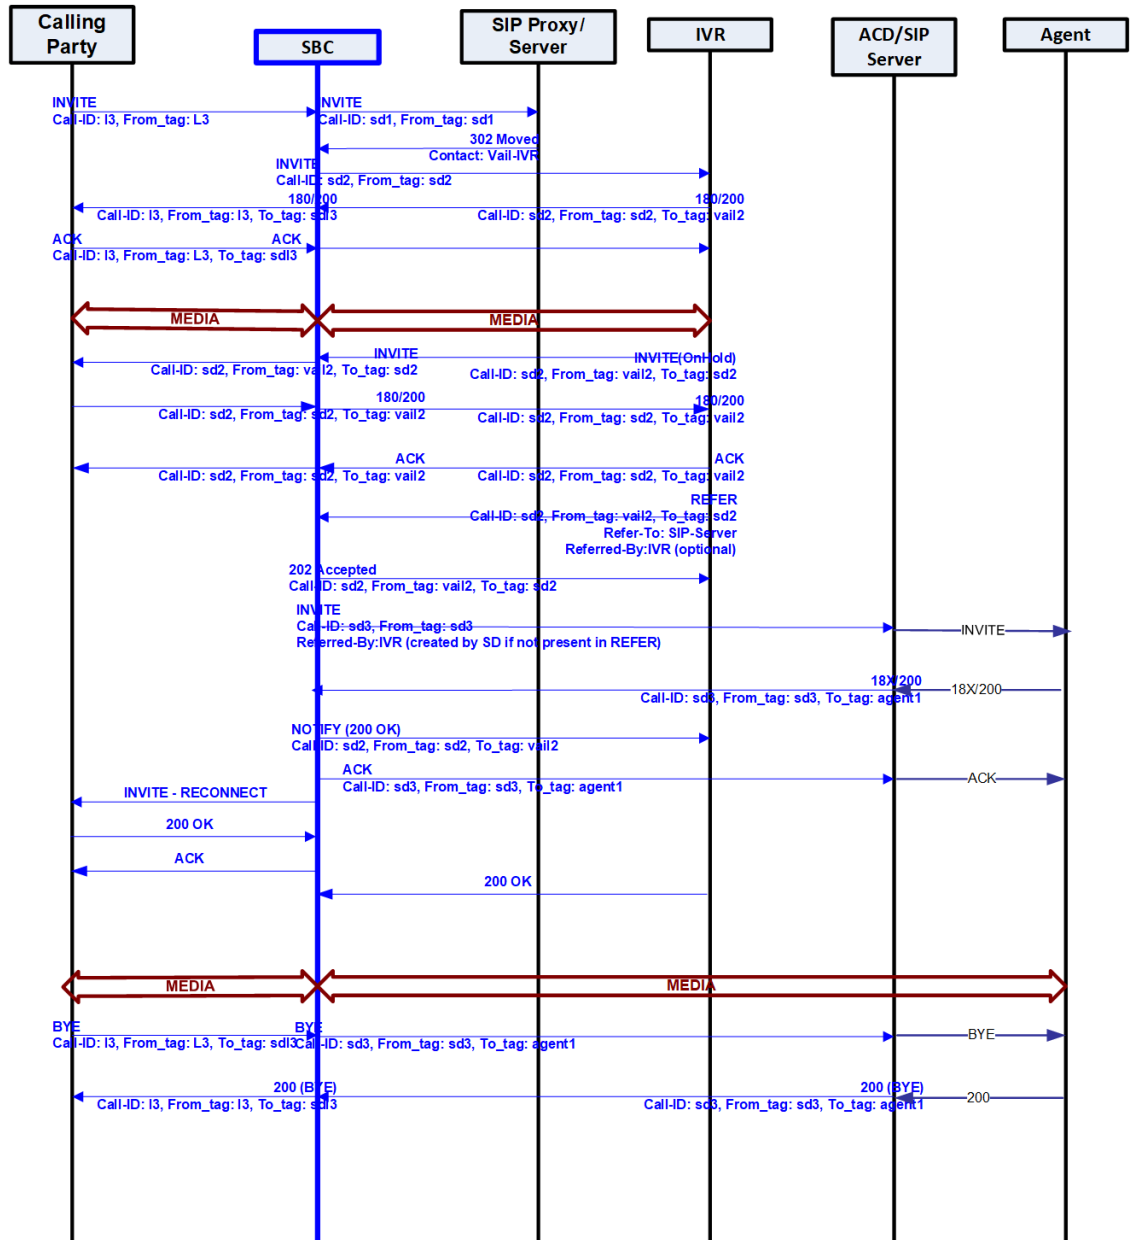 Calling
Party
SBC
SIP Proxy/
Server
IVR
ACD/SIP
Server
Agent
INVITE
Call-ID: l3, From_tag: L3
INVITE
Call-ID: sd1, From_tag: sd1
302 Moved
Contact: Vail-IVR
INVITE
Call-ID: sd2, From_tag: sd2
180/200
Call-ID: l3, From_tag: l3, To_tag: sdl3
180/200
Call-ID: sd2, From_tag: sd2, To_tag: vail2
ACK
Call-ID: l3, From_tag: L3, To_tag: sdl3
ACK
MEDIA
MEDIA
INVITE
Call-ID: sd2, From_tag: vail2, To_tag: sd2
INVITE(OnHold)
Call-ID: sd2, From_tag: vail2, To_tag: sd2
180/200
Call-ID: sd2, From_tag: sd2, To_tag: vail2
180/200
Call-ID: sd2, From_tag: sd2, To_tag: vail2
ACK
Call-ID: sd2, From_tag: sd2, To_tag: vail2
ACK
Call-ID: sd2, From_tag: sd2, To_tag: vail2
REFER
Call-ID: sd2, From_tag: vail2, To_tag: sd2
Refer-To: SIP-Server
Referred-By:IVR (optional)
202 Accepted
Call-ID: sd2, From_tag: vail2, To_tag: sd2
INVITE
Call-ID: sd3, From_tag: sd3
Referred-By:IVR (created by SD if not present in REFER)
INVITE
18X/200
Call-ID: sd3, From_tag: sd3, To_tag: agent1
18X/200
NOTIFY (200 OK)
Call-ID: sd2, From_tag: sd2, To_tag: vail2
ACK
Call-ID: sd3, From_tag: sd3, To_tag: agent1
ACK
INVITE - RECONNECT
200 OK
ACK
200 OK
MEDIA
MEDIA
BYE
Call-ID: l3, From_tag: L3, To_tag: sdl3
BYE
Call-ID: sd3, From_tag: sd3, To_tag: agent1
BYE
200 (BYE)
Call-ID: l3, From_tag: l3, To_tag: sdl3
200 (BYE)
Call-ID: sd3, From_tag: sd3, To_tag: agent1
200